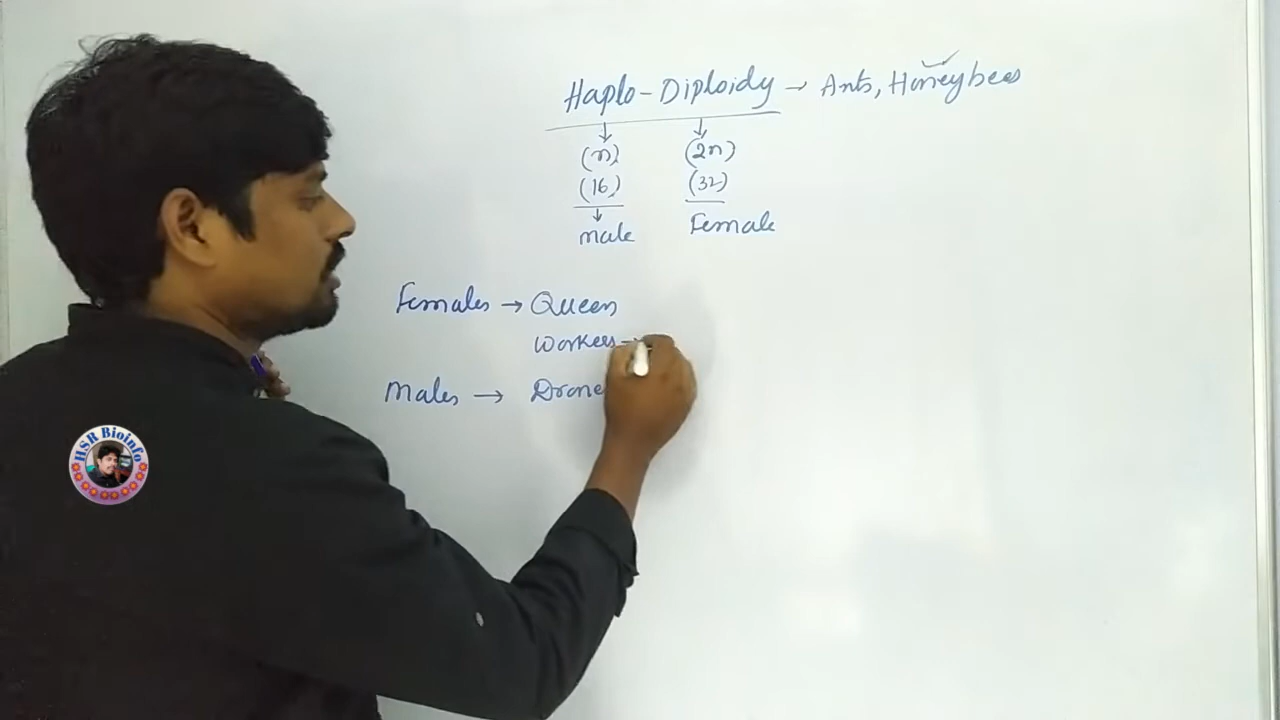 Haplo-Diploidy → Ants, Honeybees
(n) (2n)
(16) (32)
male Female
Females → Queen
Workers →
Males → Drone
HSR Bioinfo